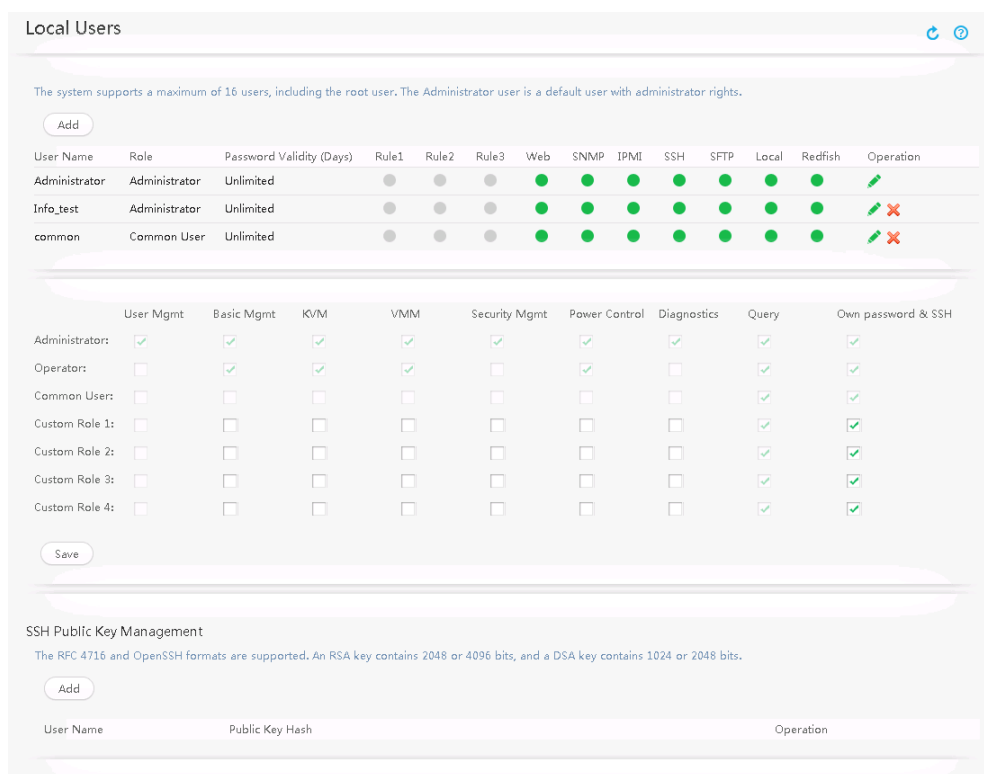 Local Users
The system supports a maximum of 16 users, including the root user. The Administrator user is a default user with administrator rights.
Add
User Name Role Password Validity (Days) Rule1 Rule2 Rule3 Web SNMP IPMI SSH SFTP Local Redfish Operation
Administrator Administrator Unlimited
Info_test Administrator Unlimited
common Common User Unlimited
User Mgmt Basic Mgmt KVM VMM Security Mgmt Power Control Diagnostics Query Own password & SSH
Administrator:
Operator:
Common User:
Custom Role 1:
Custom Role 2:
Custom Role 3:
Custom Role 4:
Save
SSH Public Key Management
The RFC 4716 and OpenSSH formats are supported. An RSA key contains 2048 or 4096 bits, and a DSA key contains 1024 or 2048 bits.
Add
User Name Public Key Hash Operation